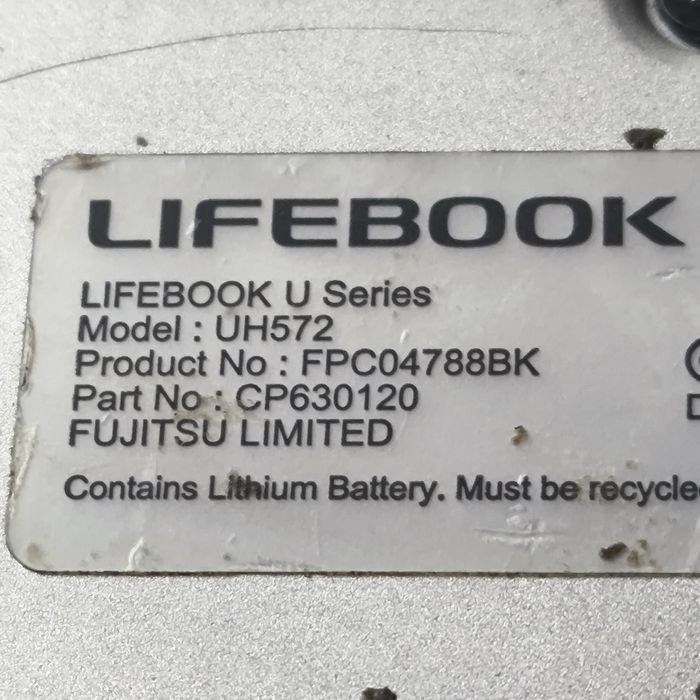 LIFEBOOK
LIFEBOOK U Series
Model : UH572
Product No : FPC04788BK
Part No : CP630120
FUJITSU LIMITED
Contains Lithium Battery. Must be recycle